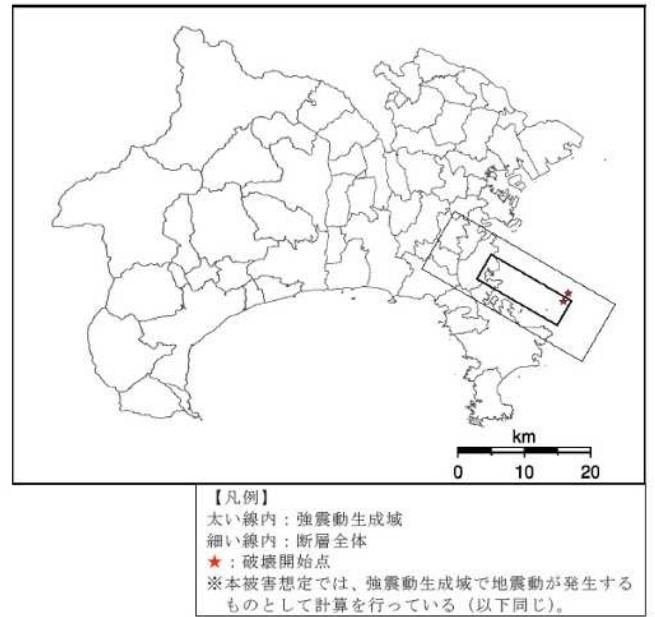 km
0 10 20
【凡例】
太い線内：強震動生成域
細い線内：断層全体
★：破壊開始点
※本被害想定では、強震動生成域で地震動が発生する
ものとして計算を行っている（以下同じ）。